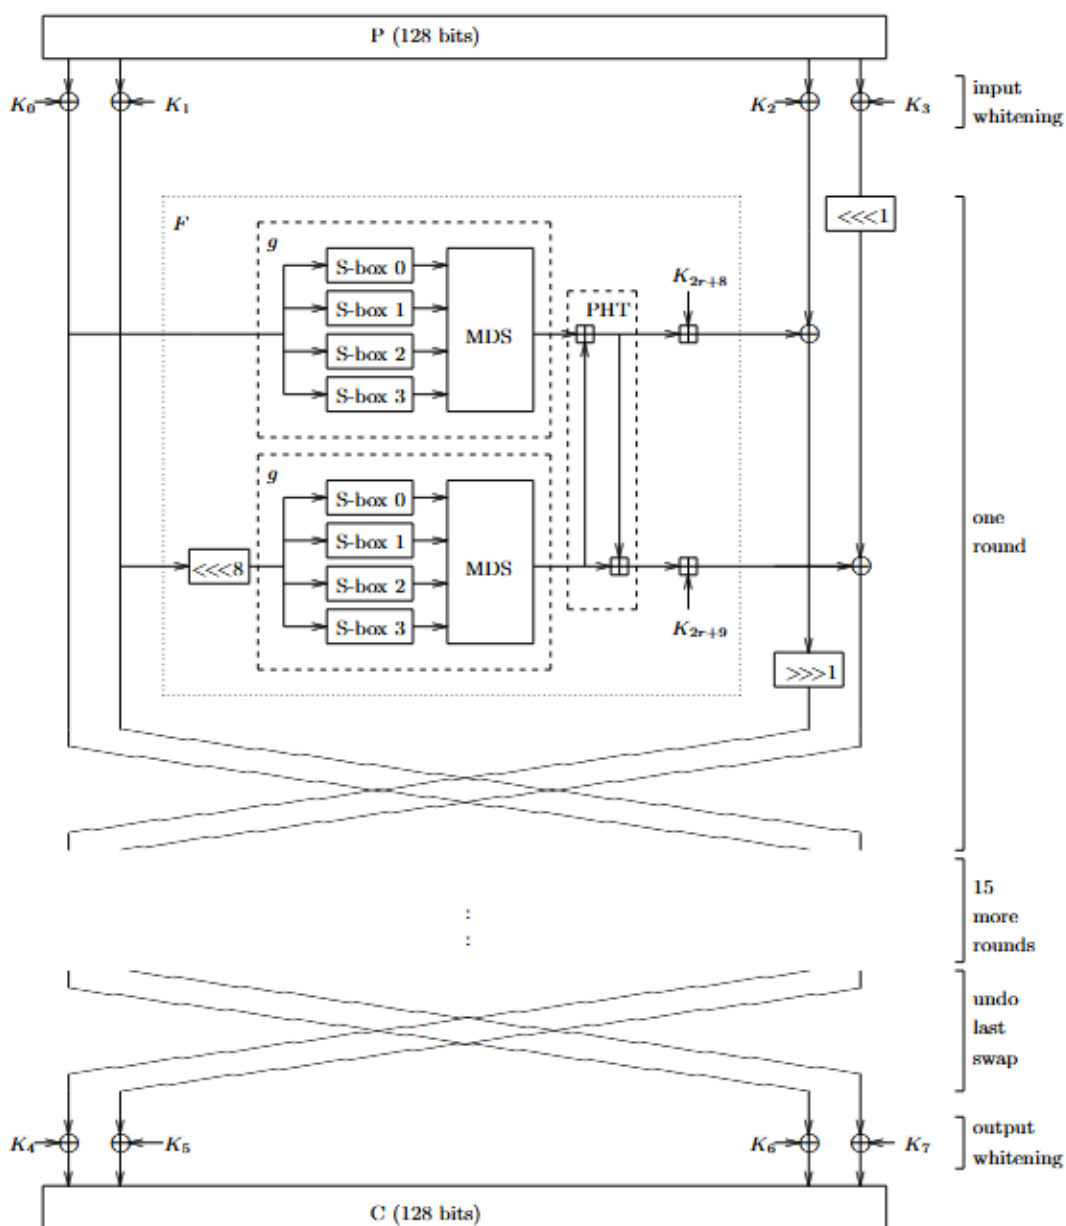 P (128 bits)
K0 K1 K2 K3
input
whitening
<<<1
F
g
S-box 0
S-box 1
S-box 2
S-box 3
MDS
PHT
K2r+8
g
S-box 0
S-box 1
S-box 2
S-box 3
MDS
<<<8
K2r+9
>>>1
one
round
15
more
rounds
:
:
undo
last
swap
K4 K5 K6 K7
output
whitening
C (128 bits)